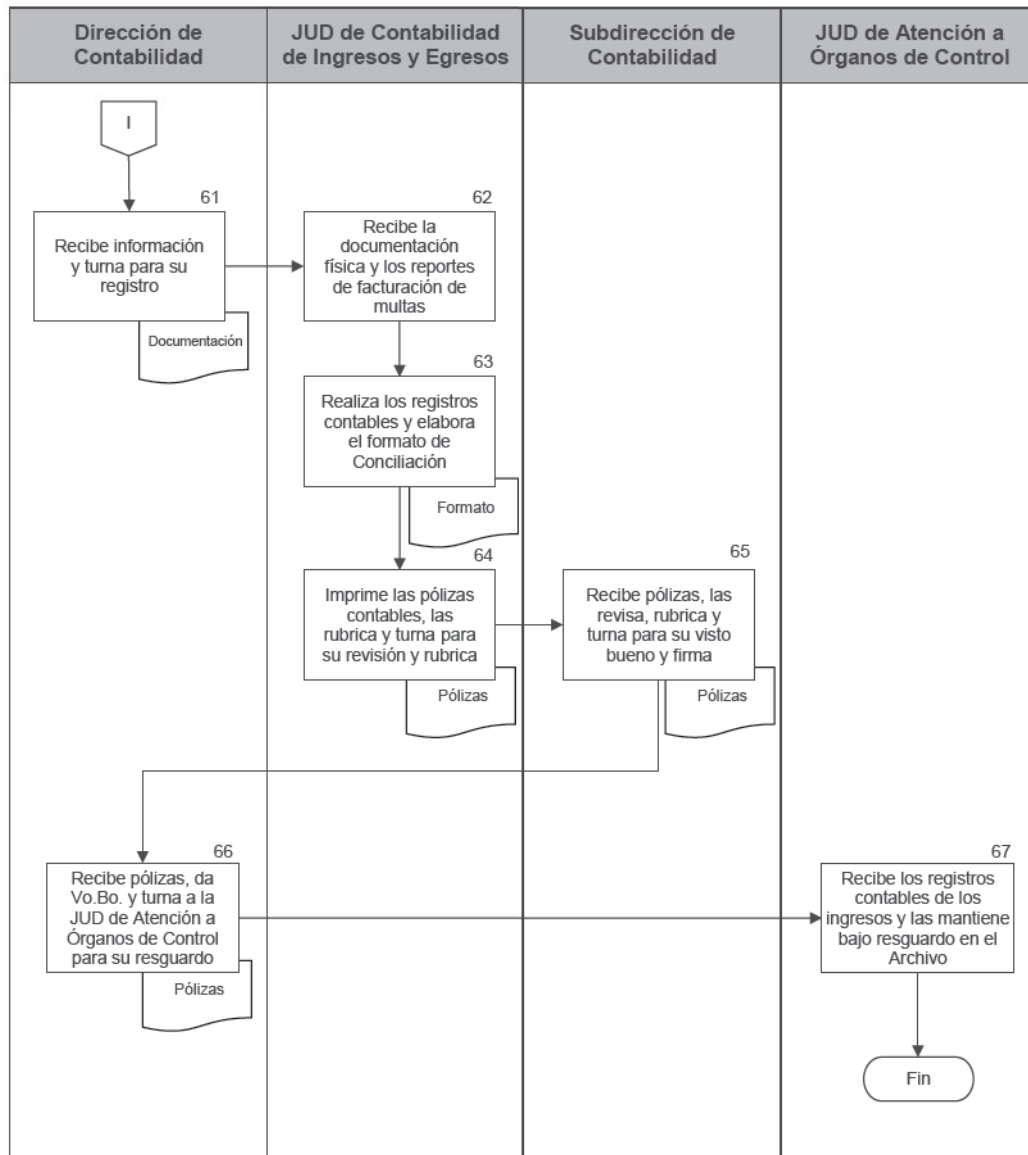 Dirección de
Contabilidad
JUD de Contabilidad
de Ingresos y Egresos
Subdirección de
Contabilidad
JUD de Atención a
Órganos de Control
I
61
Recibe información
y turna para su
registro
Documentación
62
Recibe la
documentación
física y los reportes
de facturación de
multas
63
Realiza los registros
contables y elabora
el formato de
Conciliación
Formato
64
Imprime las pólizas
contables, las
rubrica y turna para
su revisión y rubrica
Pólizas
65
Recibe pólizas, las
revisa, rubrica y
turna para su visto
bueno y firma
Pólizas
66
Recibe pólizas, da
Vo.Bo. y turna a la
JUD de Atención a
Órganos de Control
para su resguardo
Pólizas
67
Recibe los registros
contables de los
ingresos y las mantiene
bajo resguardo en el
Archivo
Fin